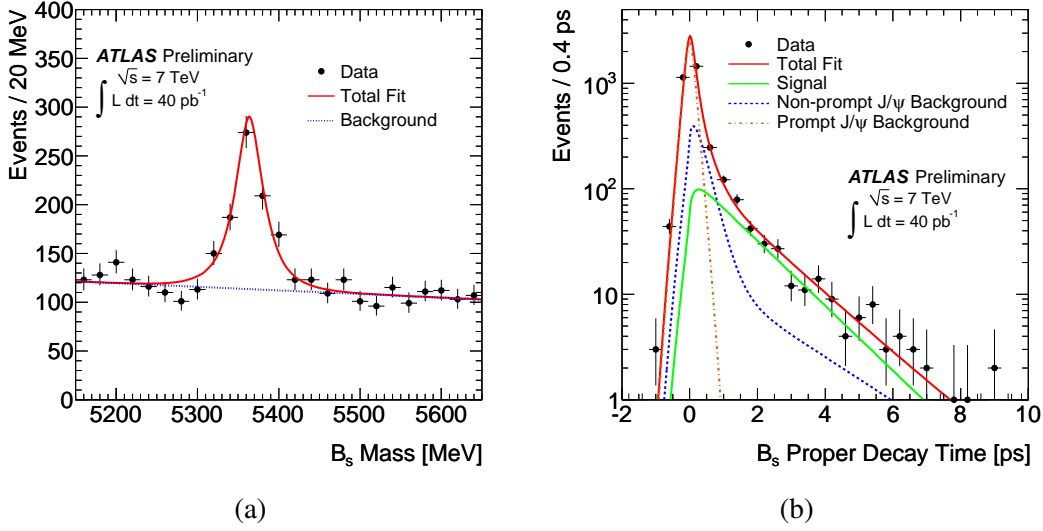 Events / 20 MeV
400
350
300
250
200
150
100
50
0
ATLAS Preliminary
√s = 7 TeV
∫ L dt = 40 pb⁻¹
Data
Total Fit
Background
5200 5300 5400 5500 5600
Bₛ Mass [MeV]
(a)
Events / 0.4 ps
10³
10²
10
1
Data
Total Fit
Signal
Non-prompt J/ψ Background
Prompt J/ψ Background
ATLAS Preliminary
√s = 7 TeV
∫ L dt = 40 pb⁻¹
-2 0 2 4 6 8 10
Bₛ Proper Decay Time [ps]
(b)